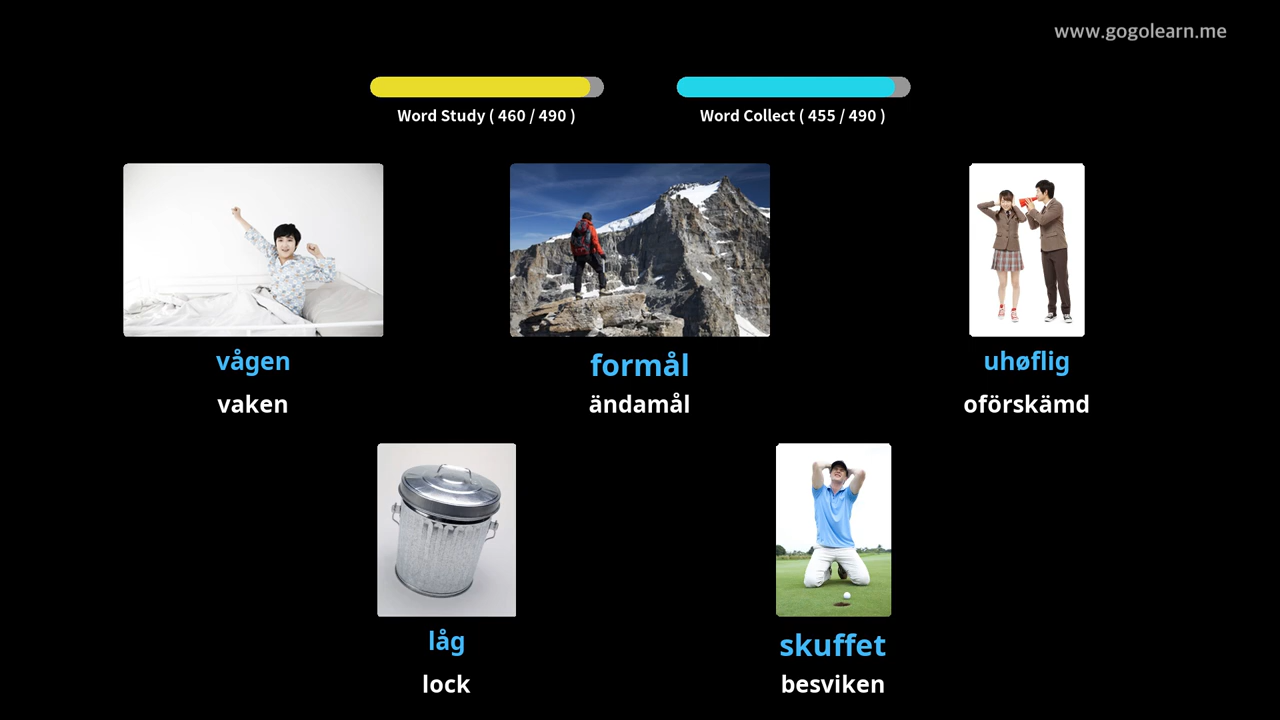 www.gogolearn.me
Word Study ( 460 / 490 )
Word Collect ( 455 / 490 )
vågen
vaken
formål
ändamål
uhøflig
oförskämd
låg
lock
skuffet
besviken